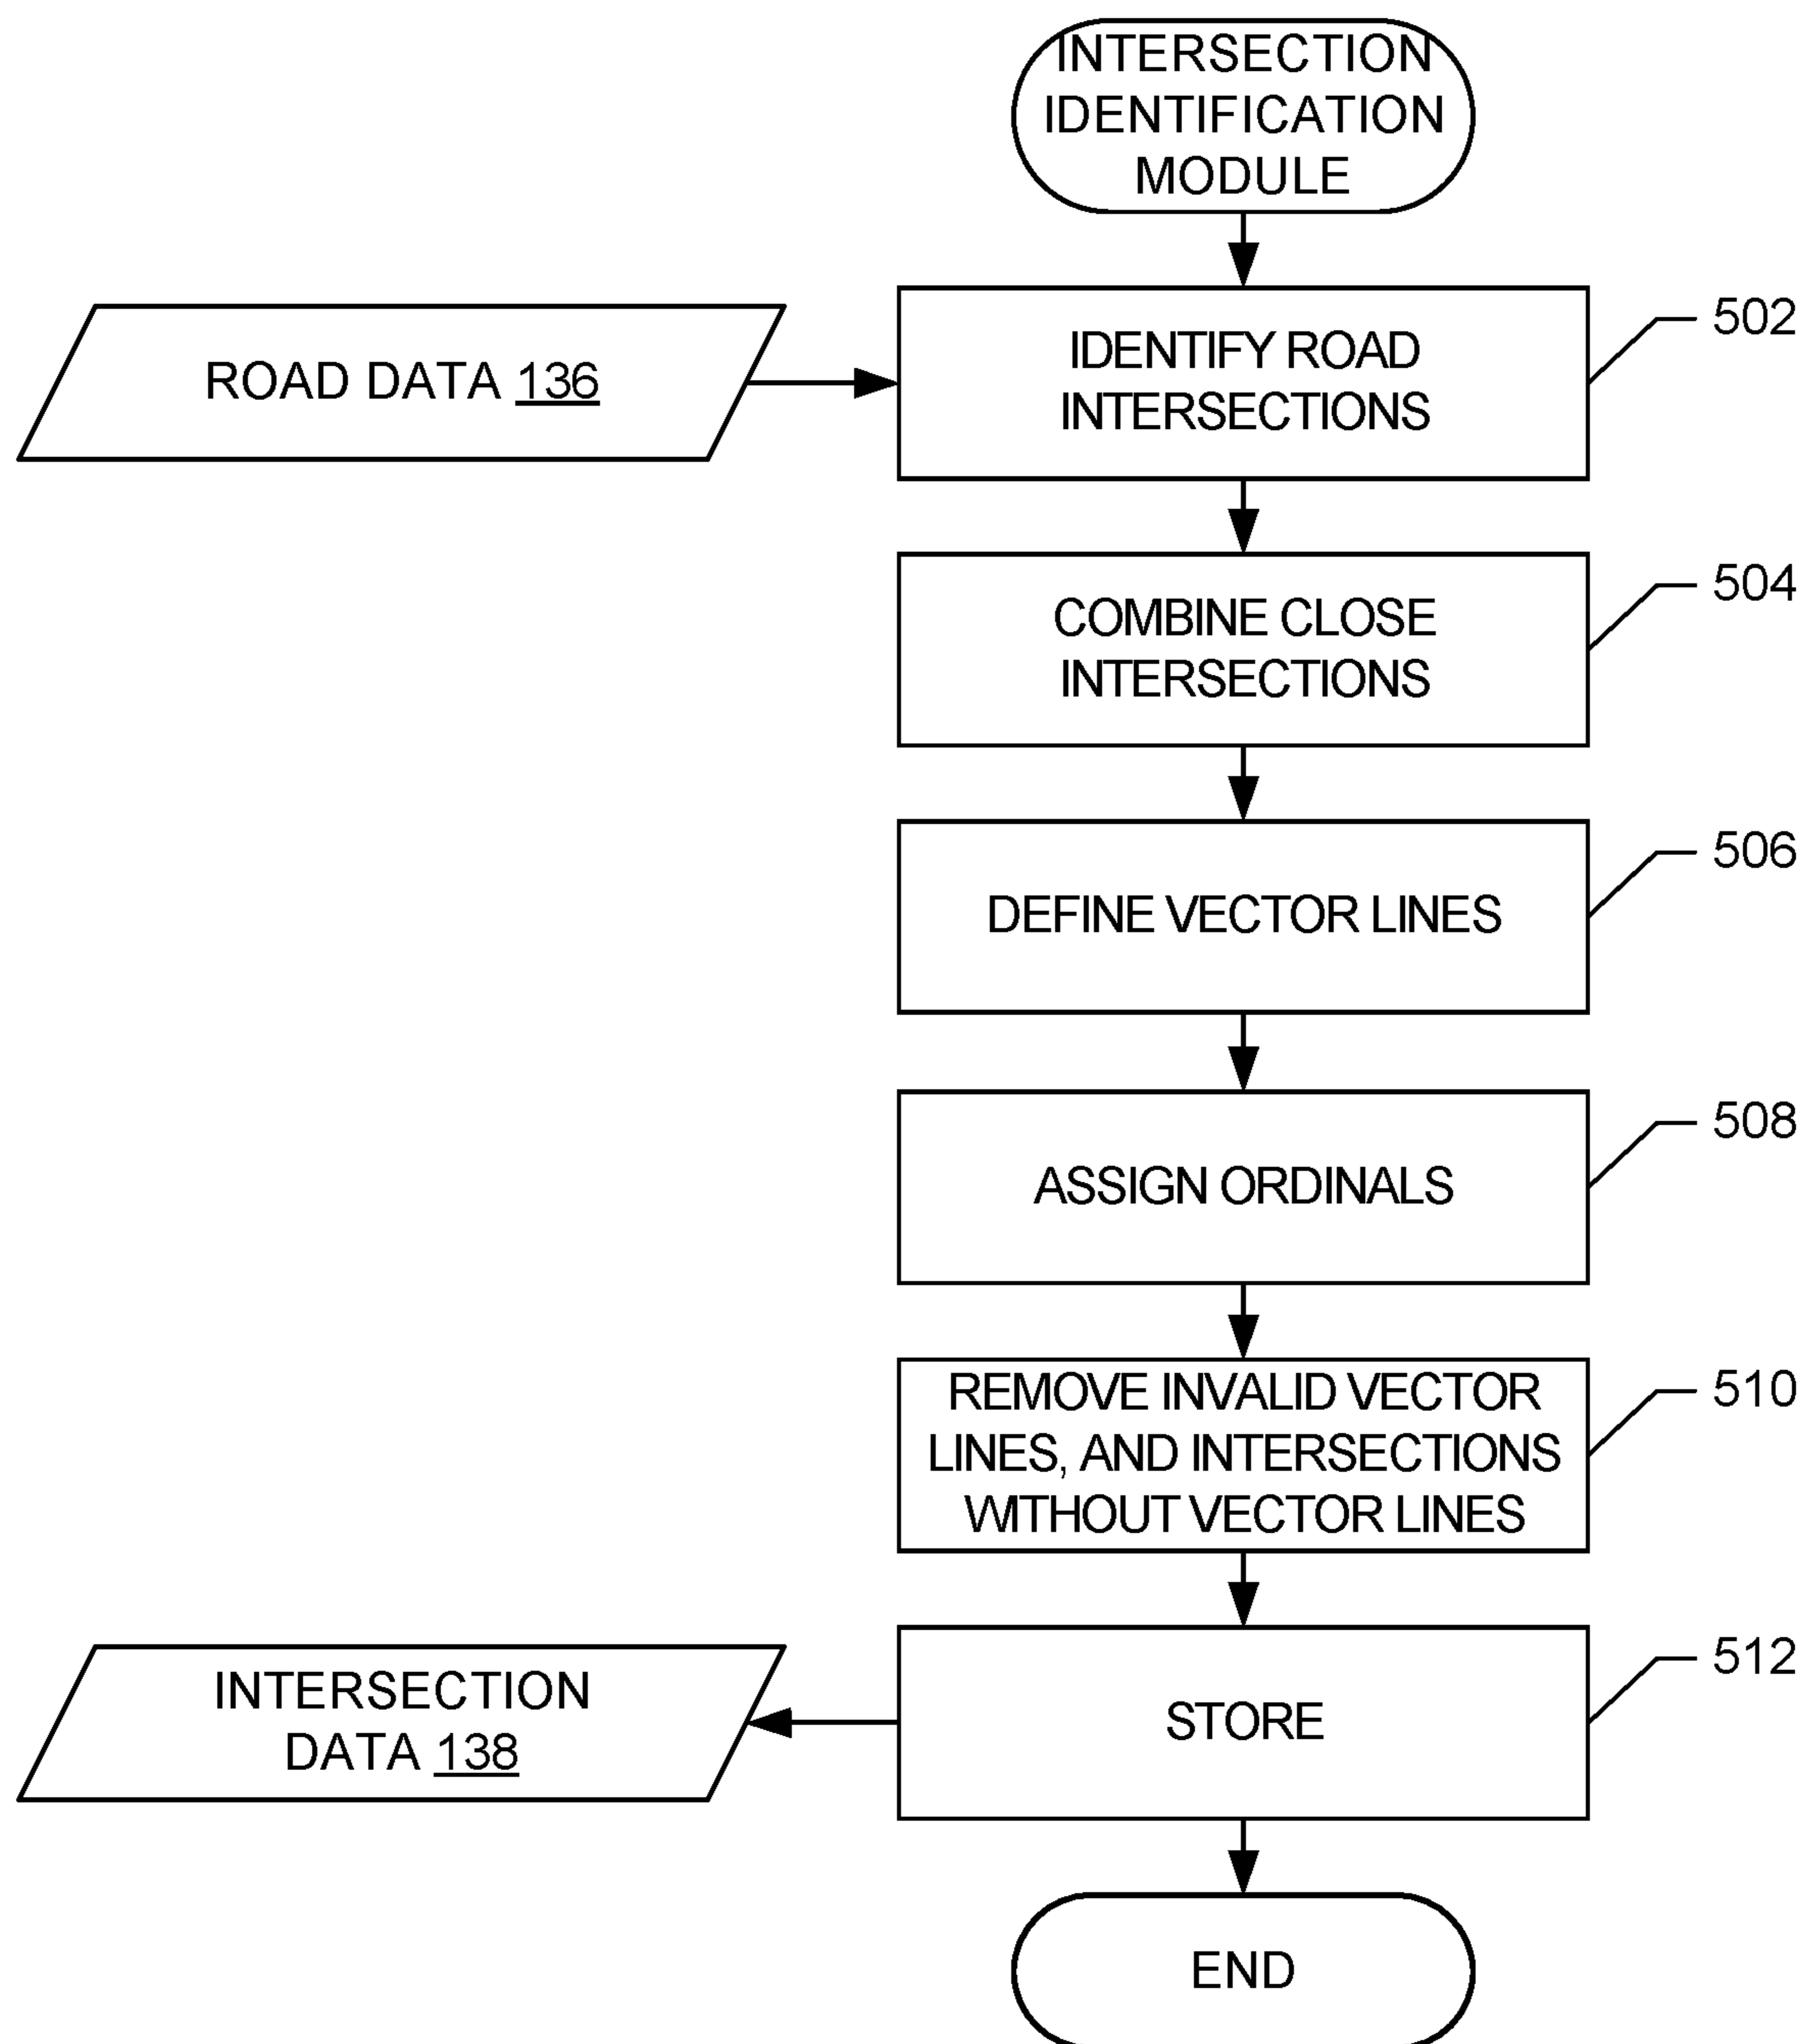 INTERSECTION
IDENTIFICATION
MODULE
ROAD DATA 136
IDENTIFY ROAD
INTERSECTIONS
502
COMBINE CLOSE
INTERSECTIONS
504
DEFINE VECTOR LINES
506
ASSIGN ORDINALS
508
REMOVE INVALID VECTOR
LINES, AND INTERSECTIONS
WITHOUT VECTOR LINES
510
INTERSECTION
DATA 138
STORE
512
END